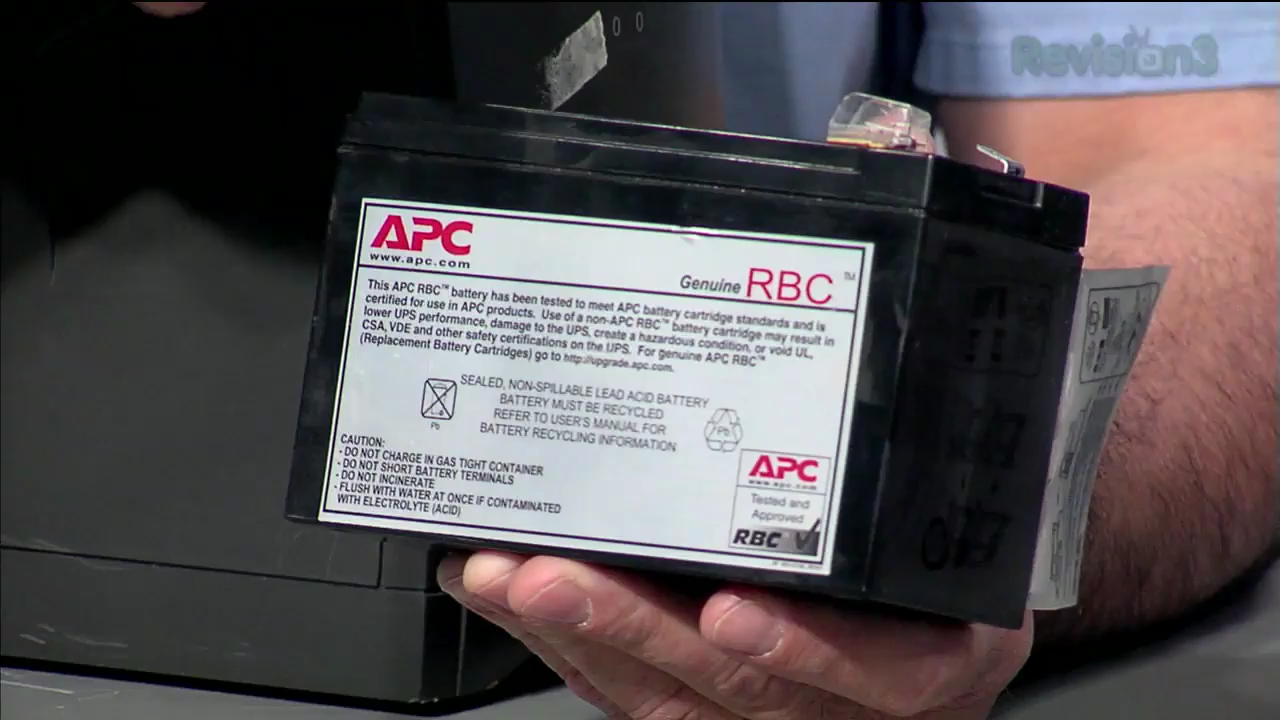 Revision3
APC
www.apc.com
Genuine RBC™
This APC RBC™ battery has been tested to meet APC battery cartridge standards and is
certified for use in APC products. Use of a non-APC RBC™ battery cartridge may result in
lower UPS performance, damage to the UPS, create a hazardous condition, or void UL,
CSA, VDE and other safety certifications on the UPS. For genuine APC RBC™
(Replacement Battery Cartridges) go to http://upgrade.apc.com.
SEALED, NON-SPILLABLE LEAD ACID BATTERY
BATTERY MUST BE RECYCLED
REFER TO USER'S MANUAL FOR
BATTERY RECYCLING INFORMATION
Pb
Pb
CAUTION:
- DO NOT CHARGE IN GAS TIGHT CONTAINER
- DO NOT SHORT BATTERY TERMINALS
- DO NOT INCINERATE
- FLUSH WITH WATER AT ONCE IF CONTAMINATED
WITH ELECTROLYTE (ACID)
APC
www.apc.com
Tested and
Approved
RBC